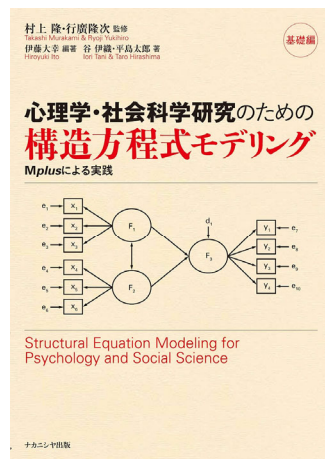 村上 隆・行廣隆次 監修
Takashi Murakami & Ryoji Yukihiro
伊藤大幸 編著 谷 伊織・平島太郎 著
Hiroyuki Ito Iori Tani & Taro Hirashima
基礎編
心理学・社会科学研究のための
構造方程式モデリング
Mplusによる実践
e1 x1
e2 x2
e3 x3
e4 x4
e5 x5
e6 x6
F1
F2
d1
F3
y1 e7
y2 e8
y3 e9
y4 e10
Structural Equation Modeling for
Psychology and Social Science
ナカニシヤ出版